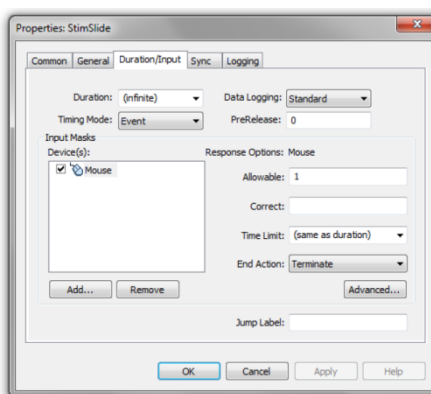 Properties: StimSlide
Common General Duration/Input Sync Logging
Duration: (infinite) Data Logging: Standard
Timing Mode: Event PreRelease: 0
Input Masks
Device(s): Response Options: Mouse
Mouse
Allowable: 1
Correct:
Time Limit: (same as duration)
End Action: Terminate
Add... Remove Advanced...
Jump Label:
OK Cancel Apply Help